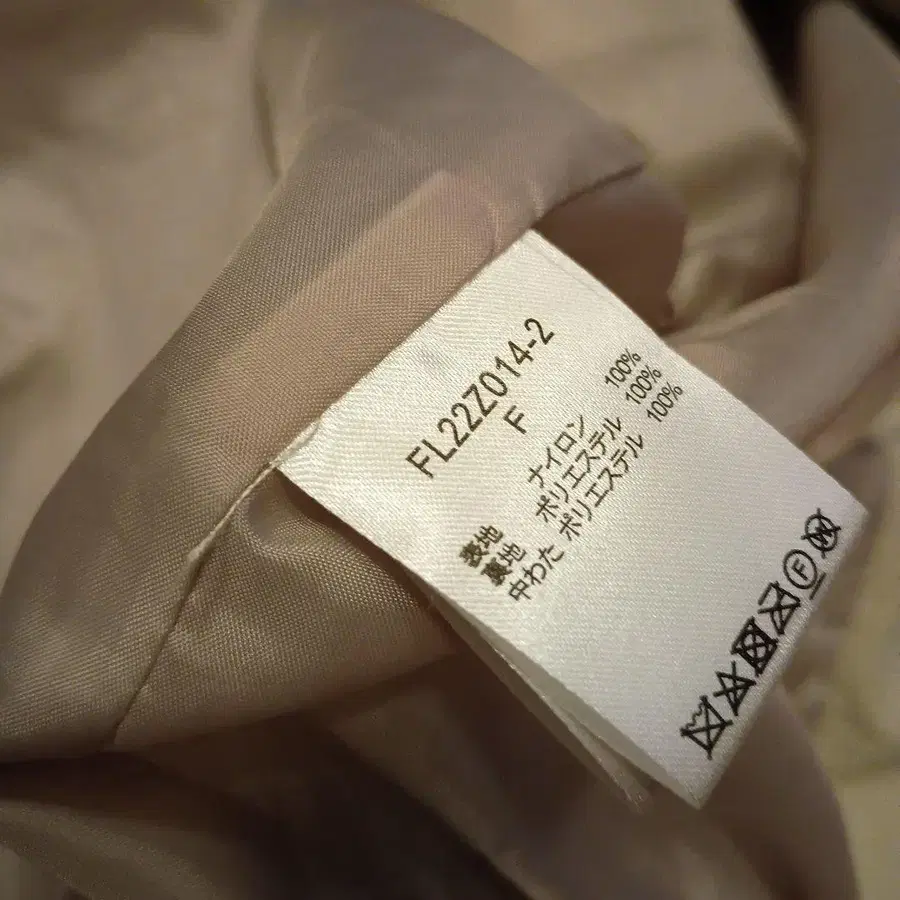 FL22Z014-2
F
表地 ナイロン 100%
裏地 ポリエステル 100%
中わた ポリエステル 100%
F W